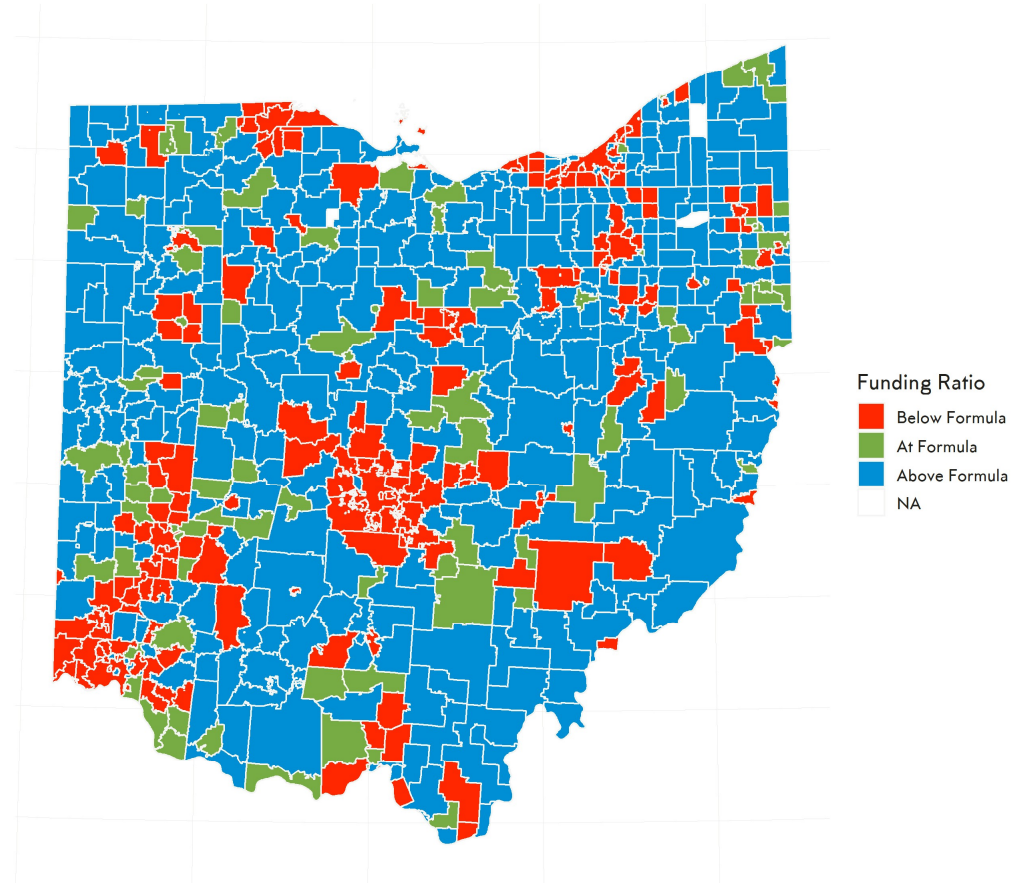 Funding Ratio
Below Formula
At Formula
Above Formula
NA